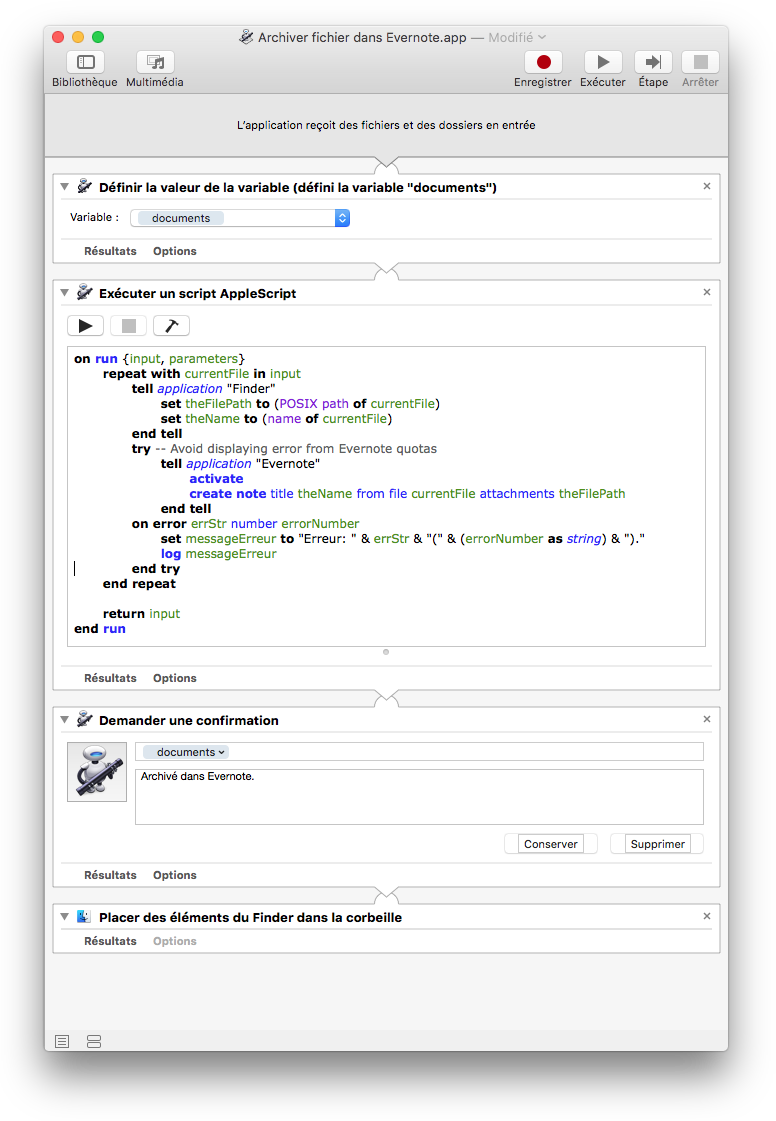 Archiver fichier dans Evernote.app — Modifié
Bibliothèque Multimédia Enregistrer Exécuter Étape Arrêter
L'application reçoit des fichiers et des dossiers en entrée
Définir la valeur de la variable (défini la variable "documents")
Variable : documents
Résultats Options
Exécuter un script AppleScript
on run {input, parameters}
repeat with currentFile in input
tell application "Finder"
set theFilePath to (POSIX path of currentFile)
set theName to (name of currentFile)
end tell
try -- Avoid displaying error from Evernote quotas
tell application "Evernote"
activate
create note title theName from file currentFile attachments theFilePath
end tell
on error errStr number errorNumber
set messageErreur to "Erreur: " & errStr & "(" & (errorNumber as string) & ")."
log messageErreur
end try
end repeat
return input
end run
Résultats Options
Demander une confirmation
documents
Archivé dans Evernote.
Conserver Supprimer
Résultats Options
Placer des éléments du Finder dans la corbeille
Résultats Options